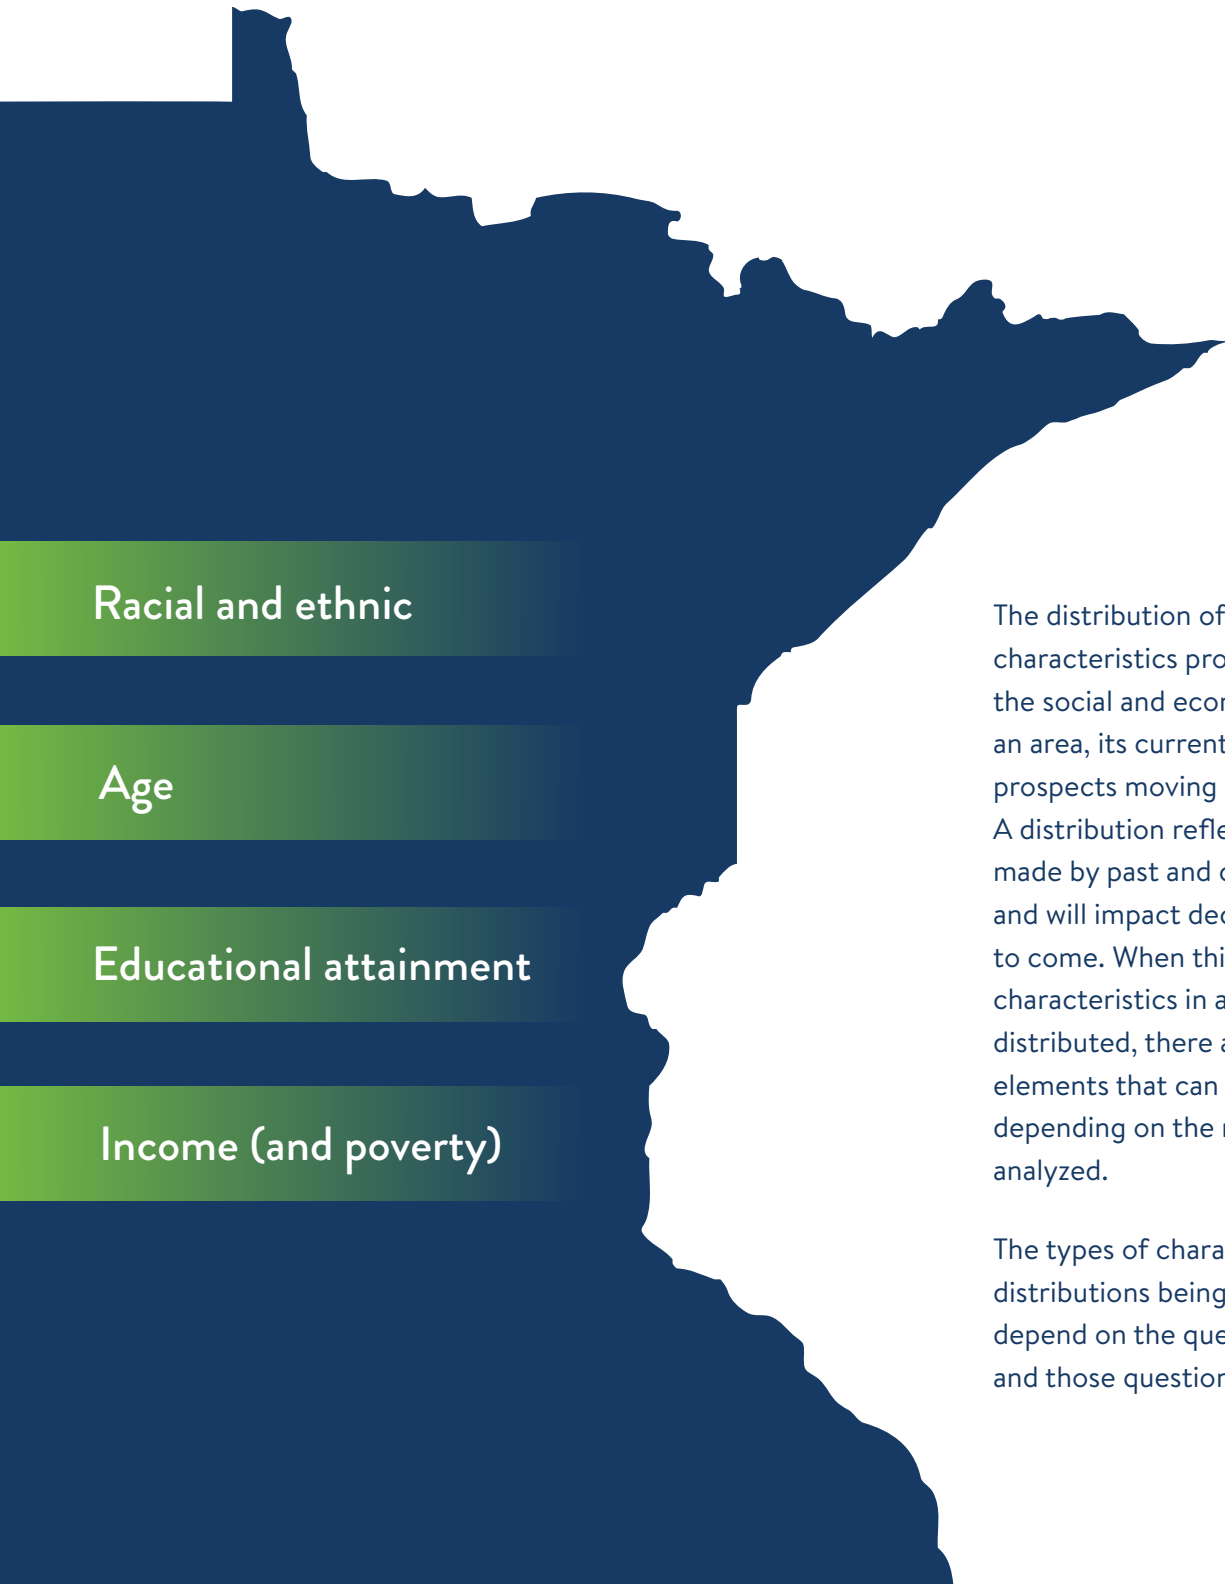 Racial and ethnic
Age
Educational attainment
Income (and poverty)
The distribution of
characteristics pro
the social and econ
an area, its current
prospects moving
A distribution refle
made by past and
and will impact dec
to come. When thi
characteristics in a
distributed, there a
elements that can
depending on the
analyzed.
The types of chara
distributions being
depend on the que
and those question